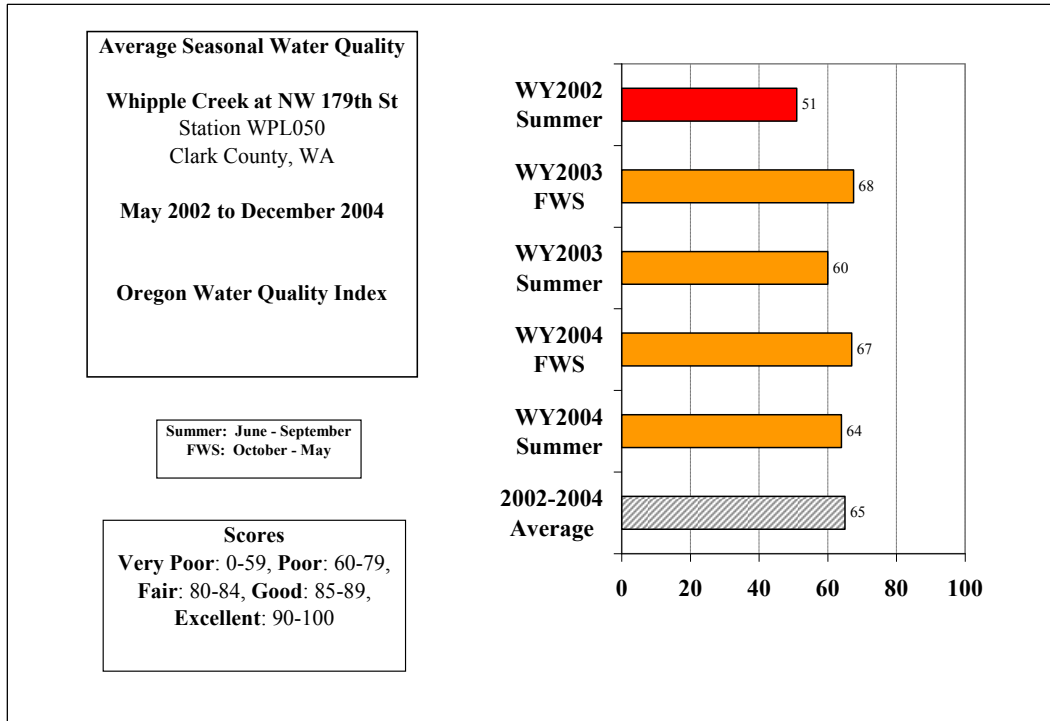 Average Seasonal Water Quality
Whipple Creek at NW 179th St
Station WPL050
Clark County, WA
May 2002 to December 2004
Oregon Water Quality Index
Summer: June - September
FWS: October - May
Scores
Very Poor: 0-59, Poor: 60-79,
Fair: 80-84, Good: 85-89,
Excellent: 90-100
WY2002
Summer
51
WY2003
FWS
68
WY2003
Summer
60
WY2004
FWS
67
WY2004
Summer
64
2002-2004
Average
65
0 20 40 60 80 100